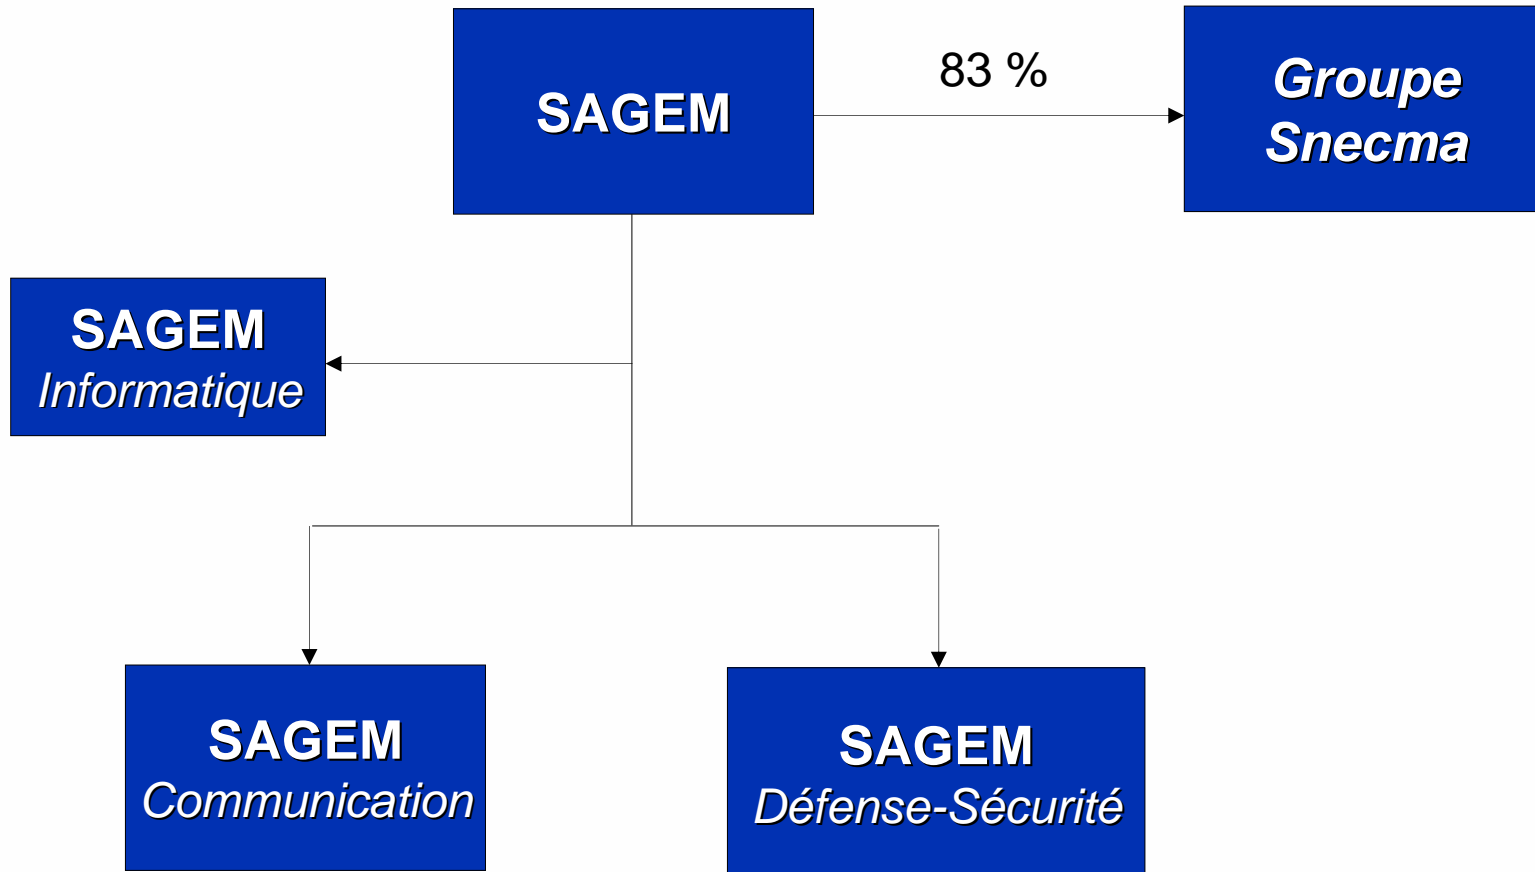 SAGEM
83 %
Groupe
Snecma
SAGEM
Informatique
SAGEM
Communication
SAGEM
Défense-Sécurité